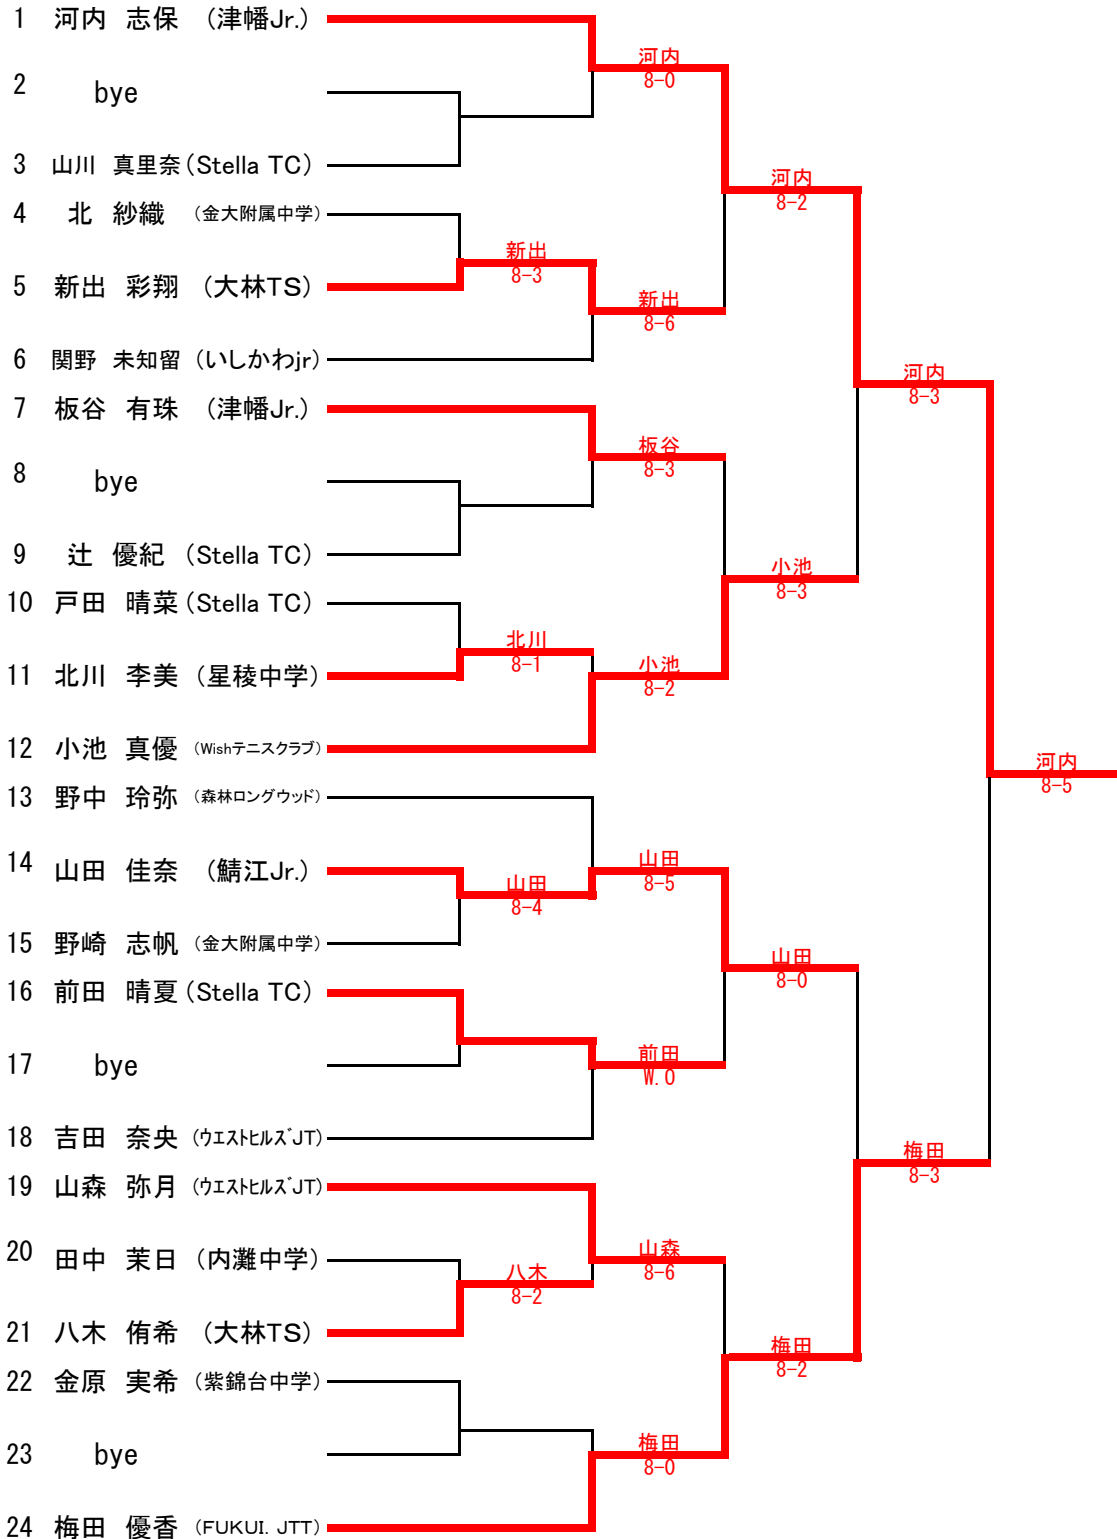 1 河内 志保 (津幡Jr.)
河内
8-0
2 bye
3 山川 真里奈(Stella TC)
河内
8-2
4 北 紗織 (金大附属中学)
新出
8-3
5 新出 彩翔 (大林TS)
新出
8-6
6 関野 未知留 (いしかわjr)
河内
8-3
7 板谷 有珠 (津幡Jr.)
板谷
8-3
8 bye
9 辻 優紀 (Stella TC)
小池
8-3
10 戸田 晴菜(Stella TC)
北川
8-1
11 北川 李美 (星稜中学)
小池
8-2
12 小池 真優 (Wishテニスクラブ)
河内
8-5
13 野中 玲弥 (森林ロングウッド)
14 山田 佳奈 (鯖江Jr.)
山田
8-5
山田
8-4
15 野崎 志帆 (金大附属中学)
山田
8-0
16 前田 晴夏(Stella TC)
17 bye
前田
W.O
18 吉田 奈央 (ウエストヒルズJT)
梅田
8-3
19 山森 弥月 (ウエストヒルズJT)
20 田中 茉日 (内灘中学)
山森
8-6
八木
8-2
21 八木 侑希 (大林TS)
梅田
8-2
22 金原 実希 (紫錦台中学)
23 bye
梅田
8-0
24 梅田 優香 (FUKUI. JTT)